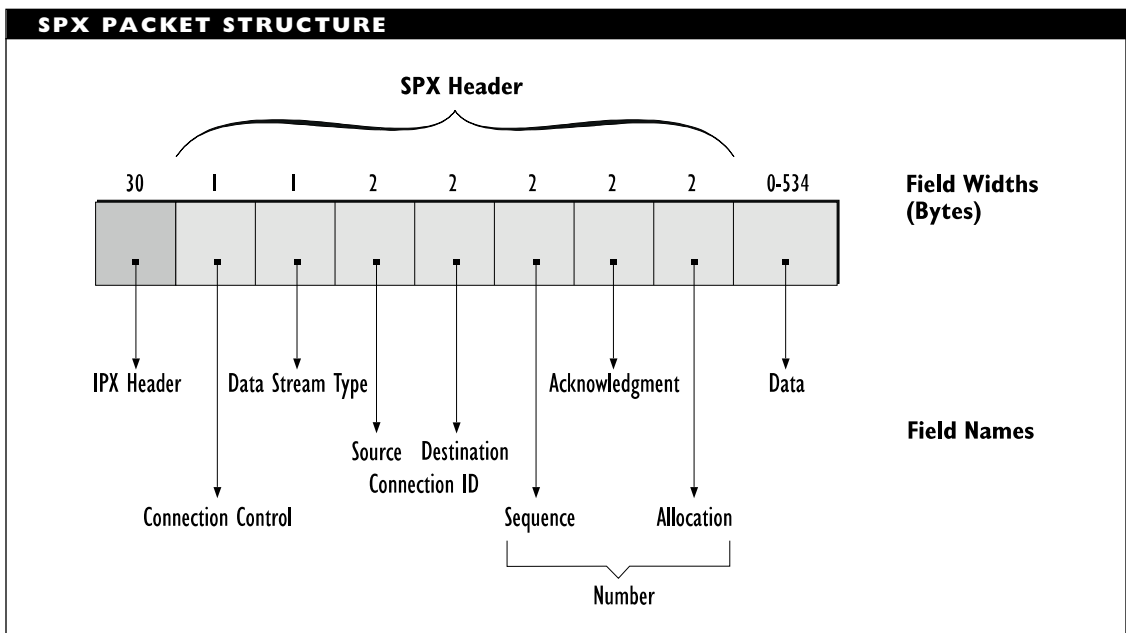 SPX PACKET STRUCTURE
SPX Header
30 1 1 2 2 2 2 2 0-534
Field Widths
(Bytes)
IPX Header Data Stream Type Acknowledgment Data
Field Names
Source Destination
Connection ID
Connection Control Sequence Allocation
Number